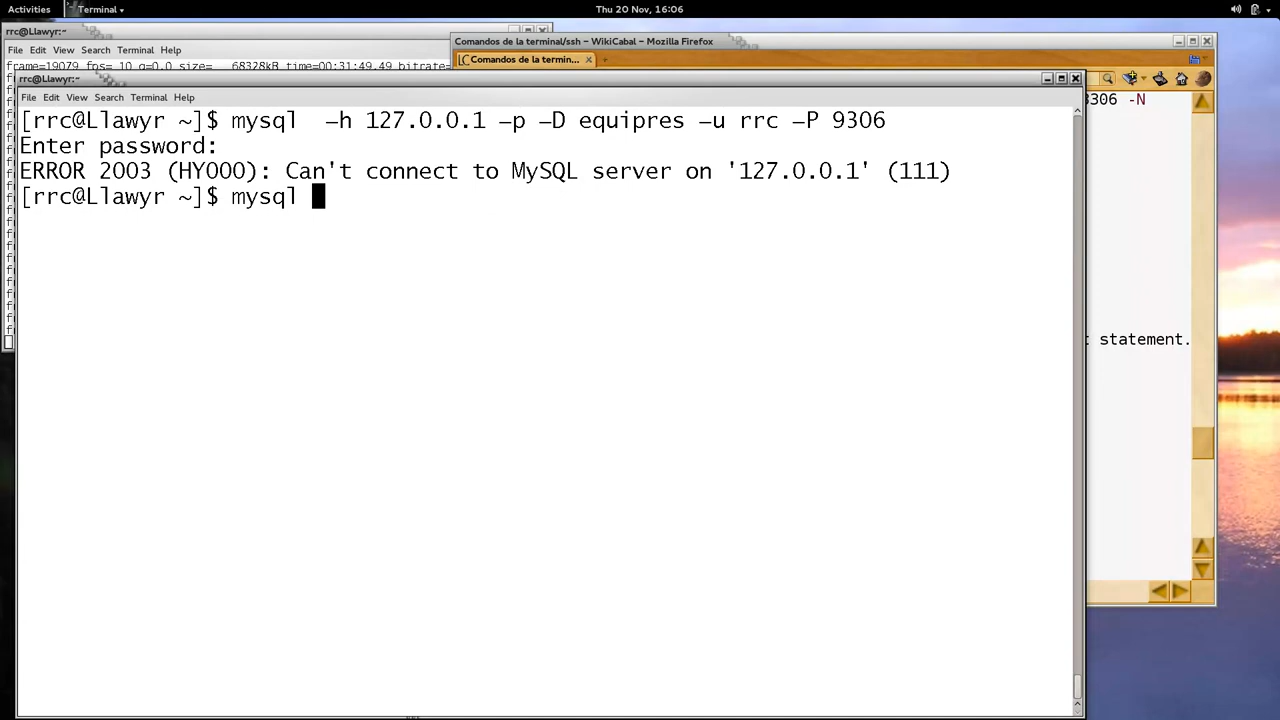 Activities Terminal Thu 20 Nov, 16:06
rrc@Llawyr:~
File Edit View Search Terminal Help
frame=19079 fps= 10 q=0.0 size= 68328kB time=00:31:49.49 bitrate=
Comandos de la terminal/ssh – WikiCabal – Mozilla Firefox
Comandos de la termin...
rrc@Llawyr:~
File Edit View Search Terminal Help
[rrc@Llawyr ~]$ mysql  –h 127.0.0.1 –p –D equipres –u rrc –P 9306
Enter password:
ERROR 2003 (HY000): Can't connect to MySQL server on '127.0.0.1' (111)
[rrc@Llawyr ~]$ mysql
3306 -N
statement.